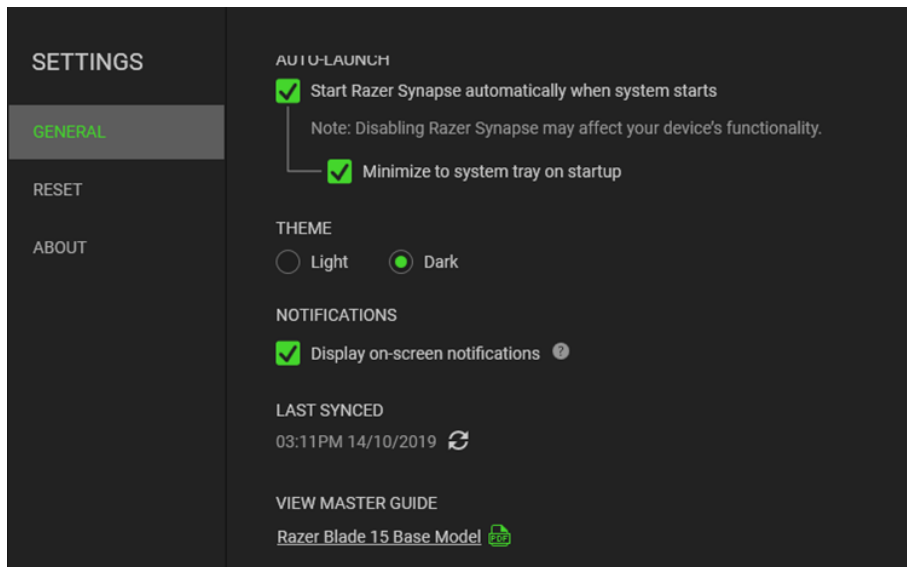 SETTINGS
GENERAL
RESET
ABOUT
AUTO-LAUNCH
Start Razer Synapse automatically when system starts
Note: Disabling Razer Synapse may affect your device's functionality.
Minimize to system tray on startup
THEME
Light Dark
NOTIFICATIONS
Display on-screen notifications ?
LAST SYNCED
03:11PM 14/10/2019
VIEW MASTER GUIDE
Razer Blade 15 Base Model PDF